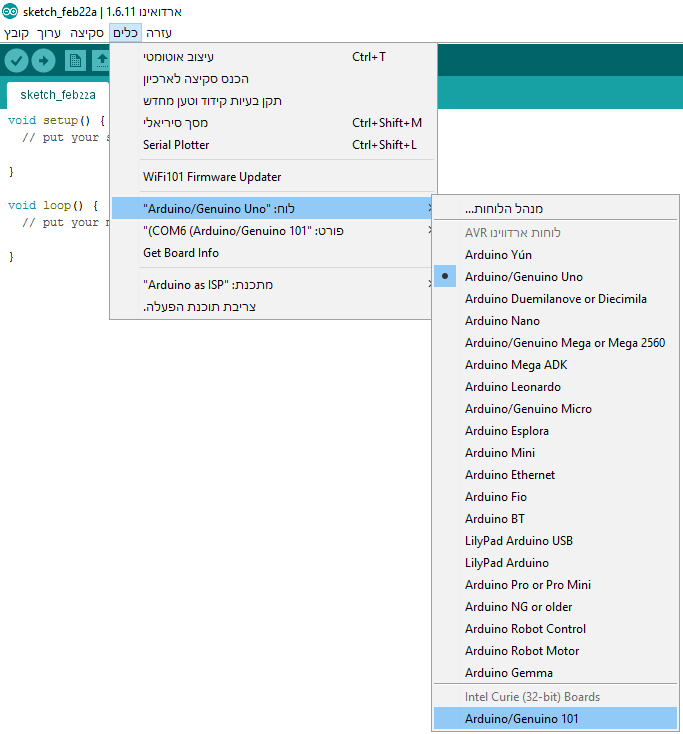 sketch_feb22a | 1.6.11 ארדואינו
קובץ ערוך סקיצה כלים עזרה
sketch_feb22a
void setup() {
// put your s
}
void loop() {
// put your m
}
עיצוב אוטומטי Ctrl+T
הכנס סקיצה לארכיון
תקן בעיות קידוד וטען מחדש
מסך סיריאלי Ctrl+Shift+M
Serial Plotter Ctrl+Shift+L
WiFi101 Firmware Updater
לוח: "Arduino/Genuino Uno"
פורט: "COM6 (Arduino/Genuino 101)"
Get Board Info
מתכנת: "Arduino as ISP"
צריבת תוכנת הפעלה.
מנהל הלוחות...
לוחות ארדווינו AVR
Arduino Yún
Arduino/Genuino Uno
Arduino Duemilanove or Diecimila
Arduino Nano
Arduino/Genuino Mega or Mega 2560
Arduino Mega ADK
Arduino Leonardo
Arduino/Genuino Micro
Arduino Esplora
Arduino Mini
Arduino Ethernet
Arduino Fio
Arduino BT
LilyPad Arduino USB
LilyPad Arduino
Arduino Pro or Pro Mini
Arduino NG or older
Arduino Robot Control
Arduino Robot Motor
Arduino Gemma
Intel Curie (32-bit) Boards
Arduino/Genuino 101